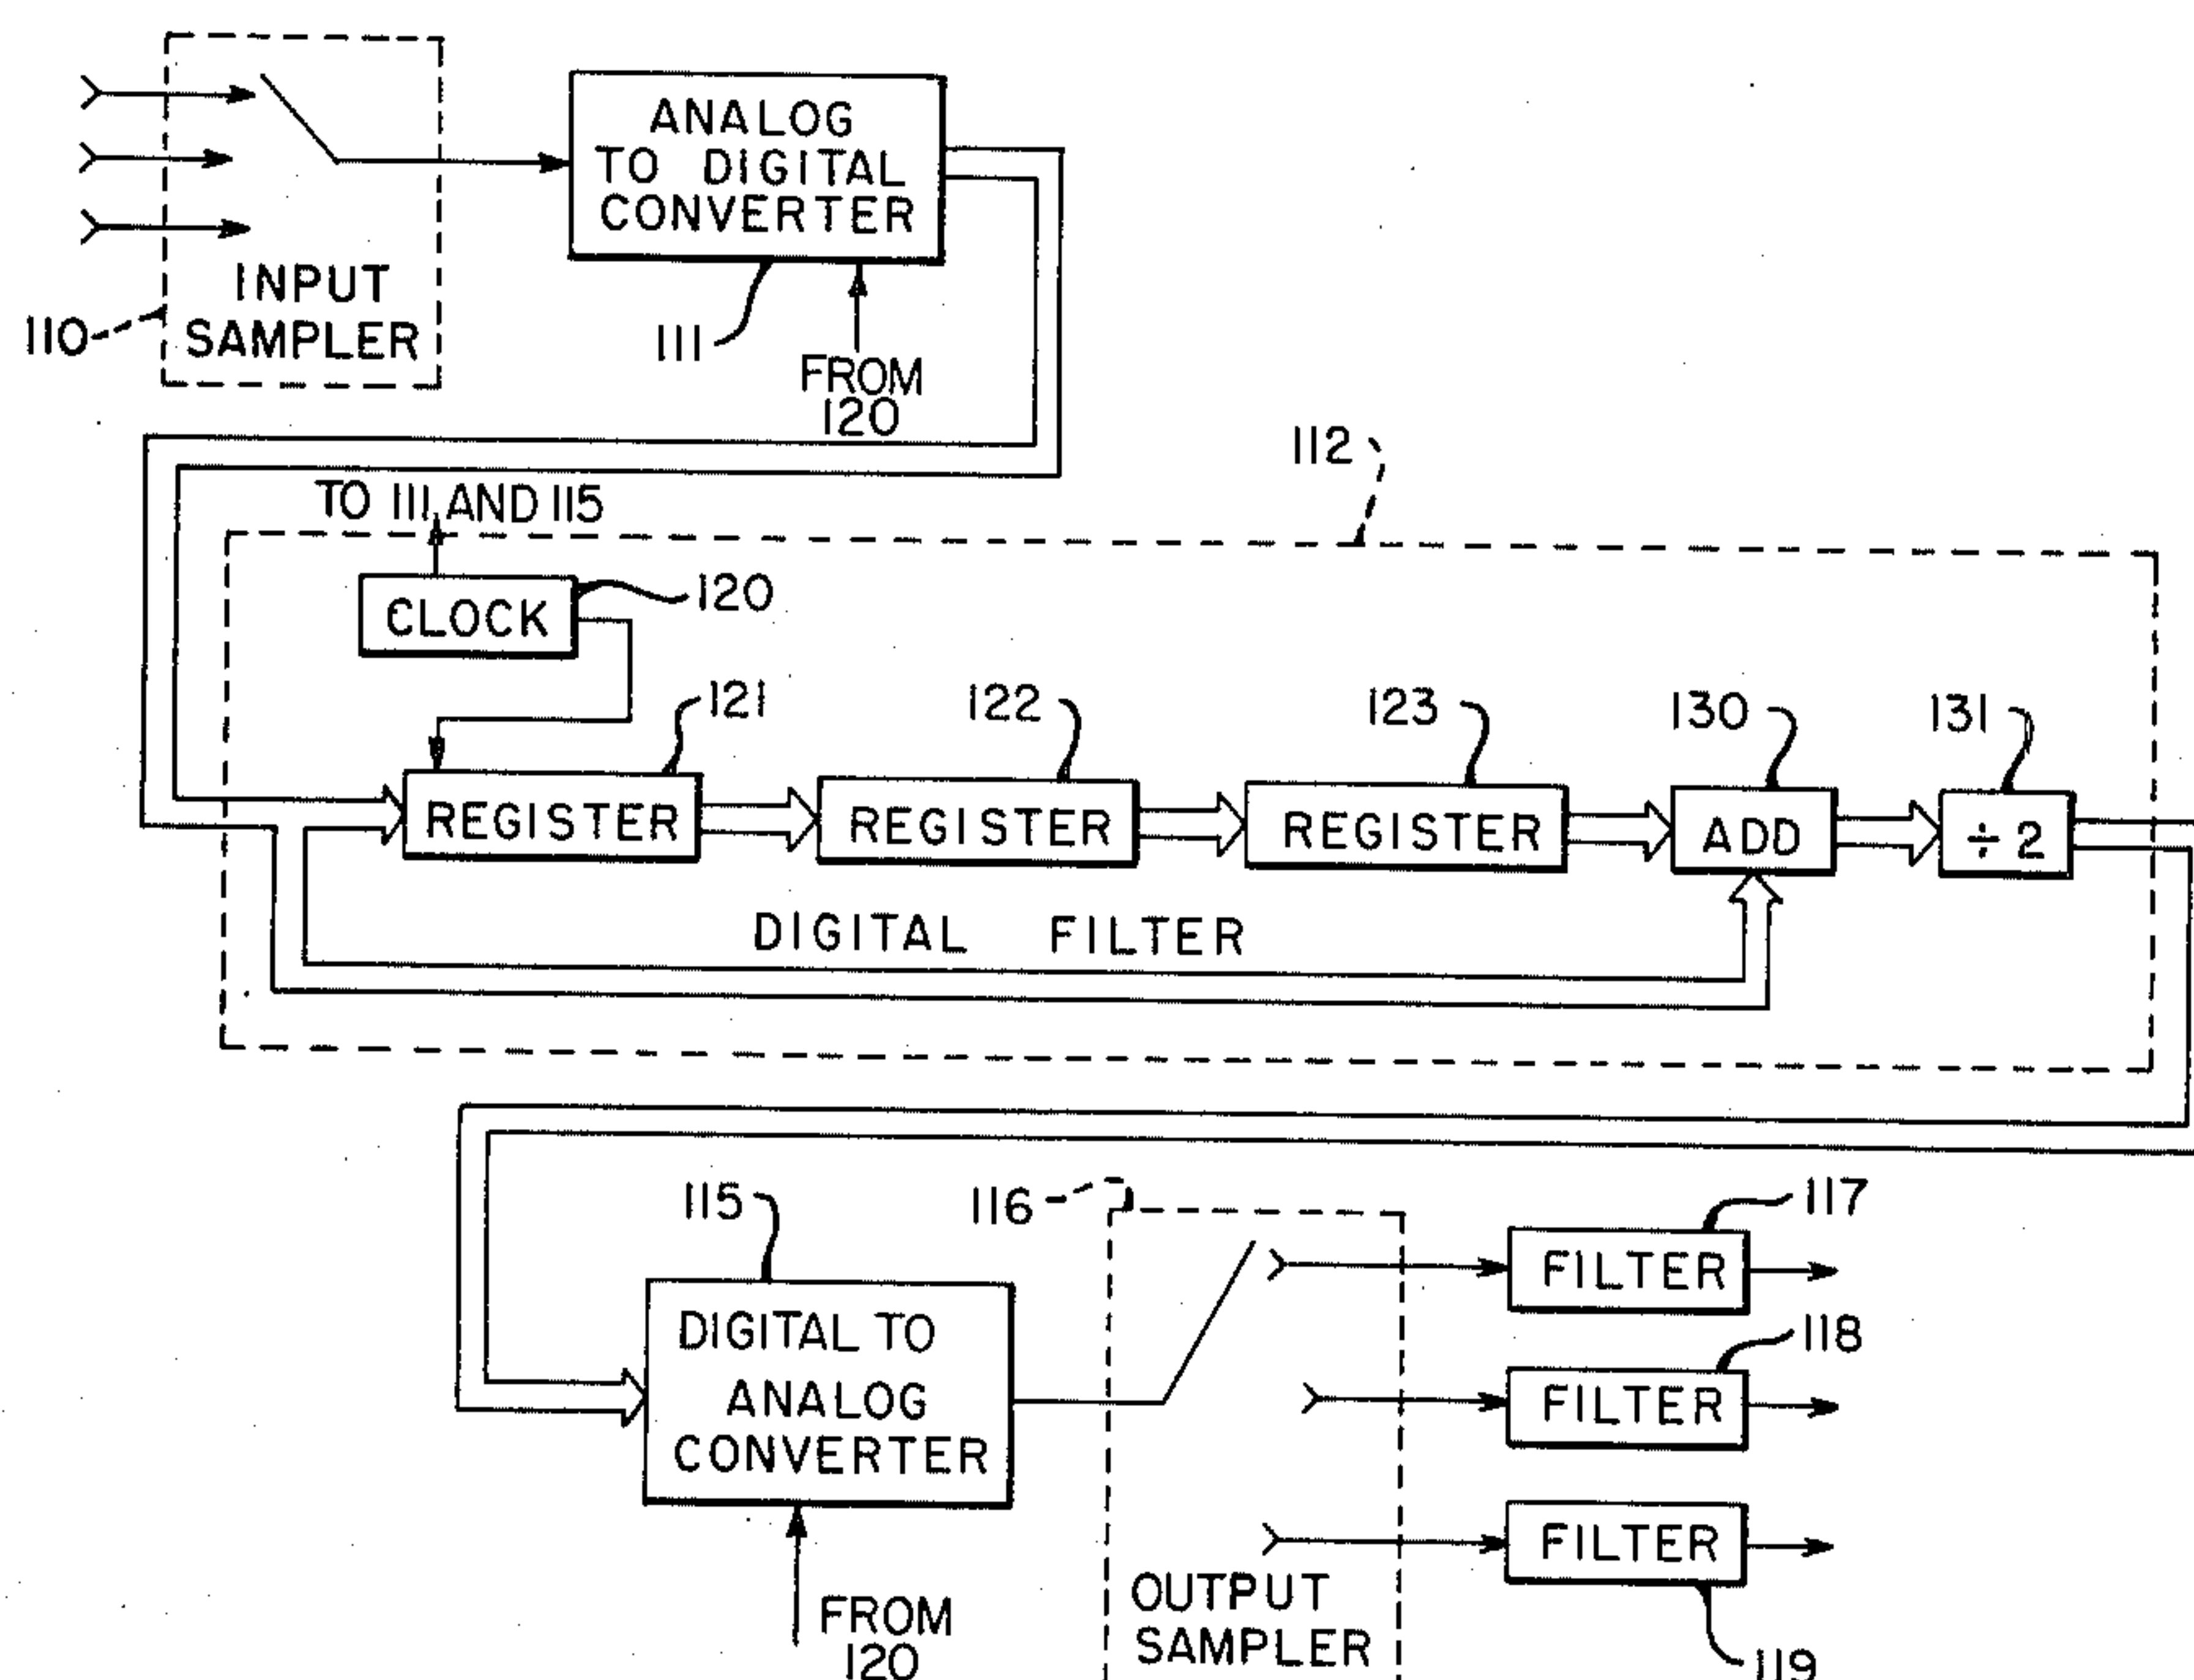 ANALOG
TO DIGITAL
CONVERTER
INPUT
SAMPLER
110
111
FROM
120
112
TO 111 AND 115
CLOCK
120
121
122
123
130
131
REGISTER
REGISTER
REGISTER
ADD
÷2
DIGITAL FILTER
115
116
117
FILTER
DIGITAL TO
ANALOG
CONVERTER
118
FILTER
FILTER
119
OUTPUT
SAMPLER
FROM
120